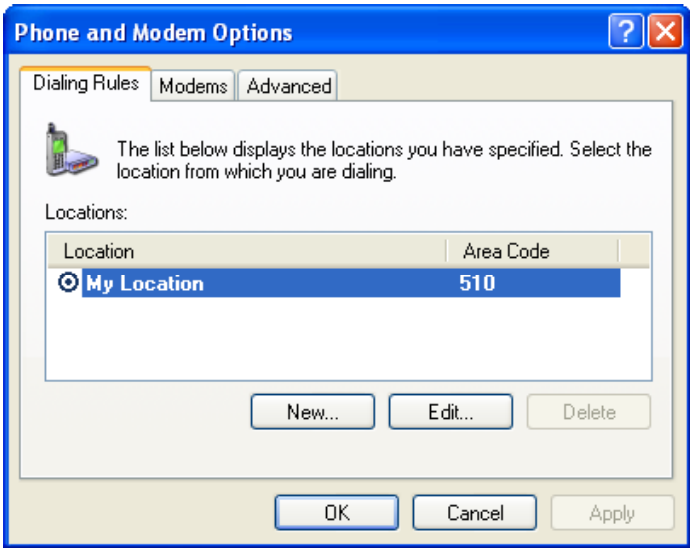 Phone and Modem Options
Dialing Rules Modems Advanced
The list below displays the locations you have specified. Select the
location from which you are dialing.
Locations:
Location Area Code
My Location 510
New... Edit... Delete
OK Cancel Apply